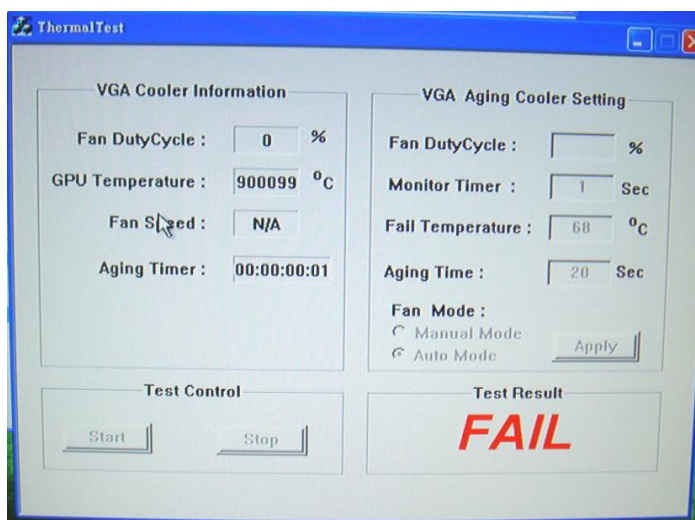 ThermalTest
VGA Cooler Information
Fan DutyCycle : 0 %
GPU Temperature : 900099 ºC
Fan Speed : N/A
Aging Timer : 00:00:00:01
VGA Aging Cooler Setting
Fan DutyCycle : %
Monitor Timer : 1 Sec
Fail Temperature : 68 ºC
Aging Time : 20 Sec
Fan Mode :
Manual Mode
Auto Mode
Apply
Test Control
Start Stop
Test Result
FAIL